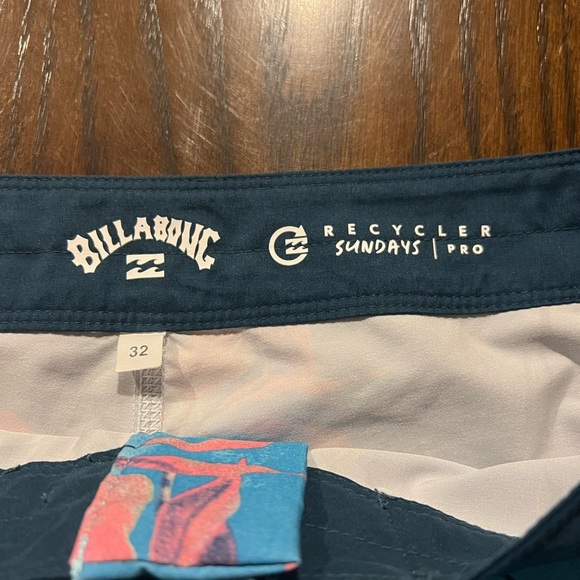 BILLABONG
RECYCLER
SUNDAYS | PRO
32